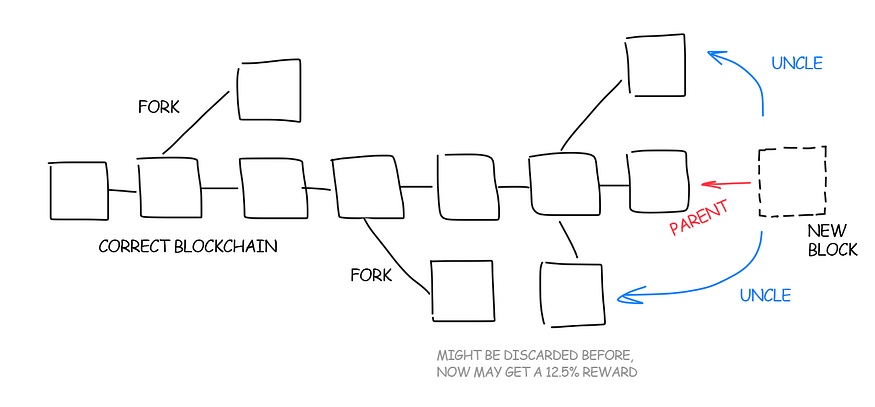 UNCLE
FORK
PARENT
NEW
BLOCK
CORRECT BLOCKCHAIN
FORK
UNCLE
MIGHT BE DISCARDED BEFORE,
NOW MAY GET A 12.5% REWARD